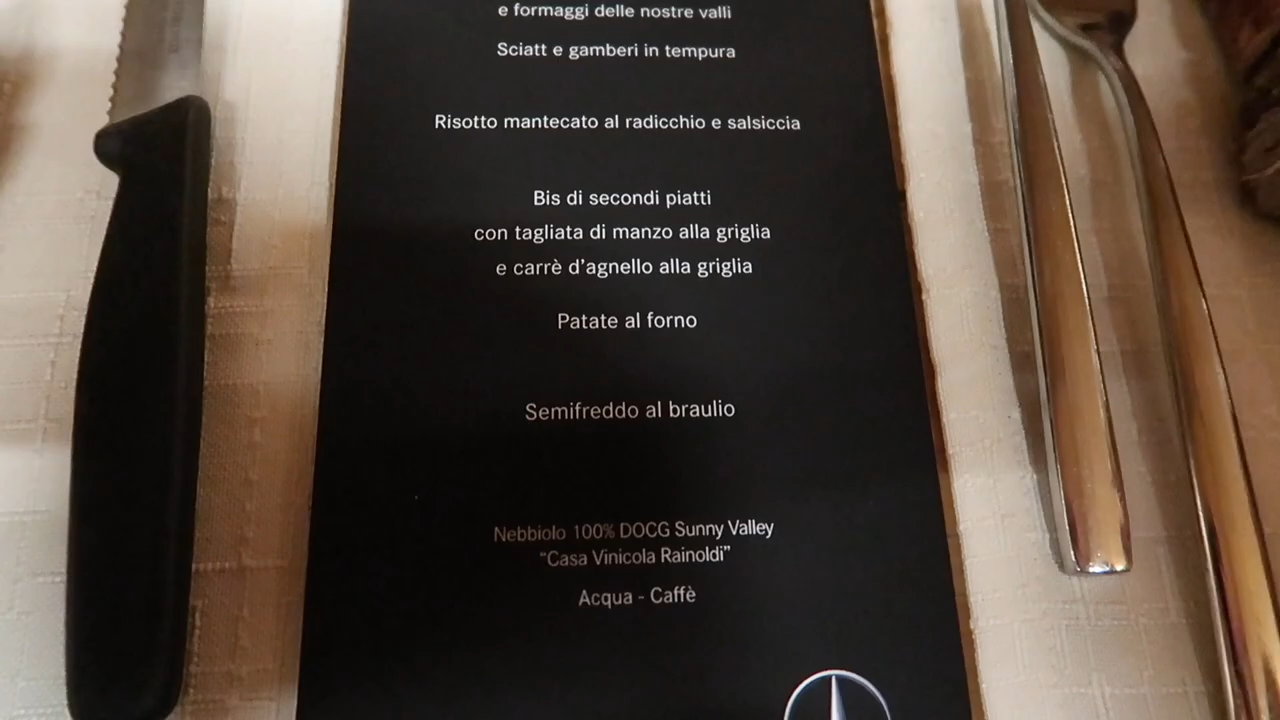 e formaggi delle nostre valli
Sciatt e gamberi in tempura
Risotto mantecato al radicchio e salsiccia
Bis di secondi piatti
con tagliata di manzo alla griglia
e carrè d'agnello alla griglia
Patate al forno
Semifreddo al braulio
Nebbiolo 100% DOCG Sunny Valley
“Casa Vinicola Rainoldi”
Acqua - Caffè